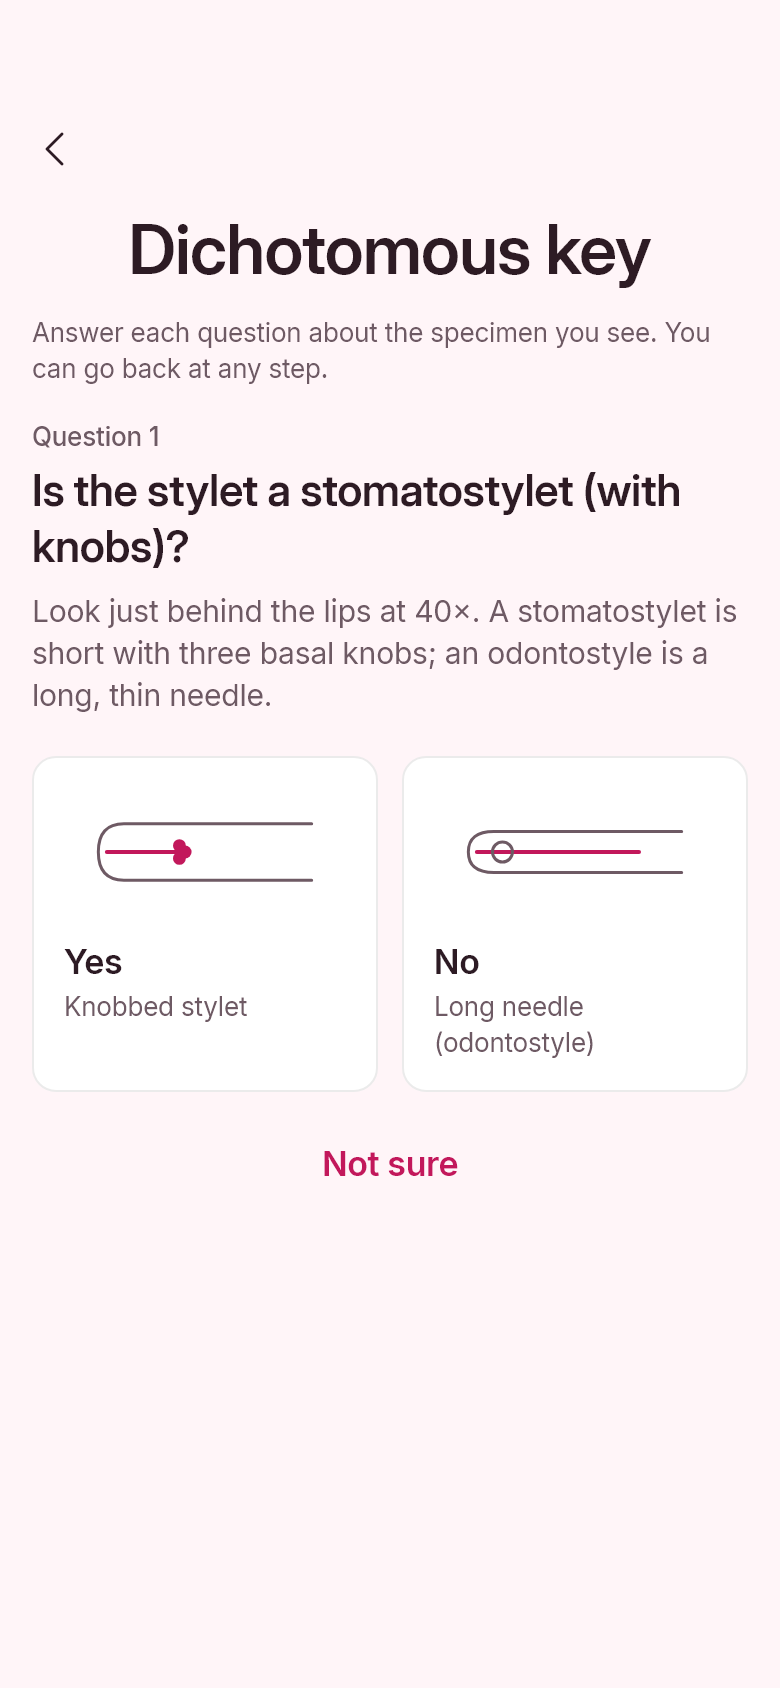 Dichotomous key
Answer each question about the specimen you see. You
can go back at any step.
Question 1
Is the stylet a stomatostylet (with
knobs)?
Look just behind the lips at 40×. A stomatostylet is
short with three basal knobs; an odontostyle is a
long, thin needle.
Yes
Knobbed stylet
No
Long needle
(odontostyle)
Not sure